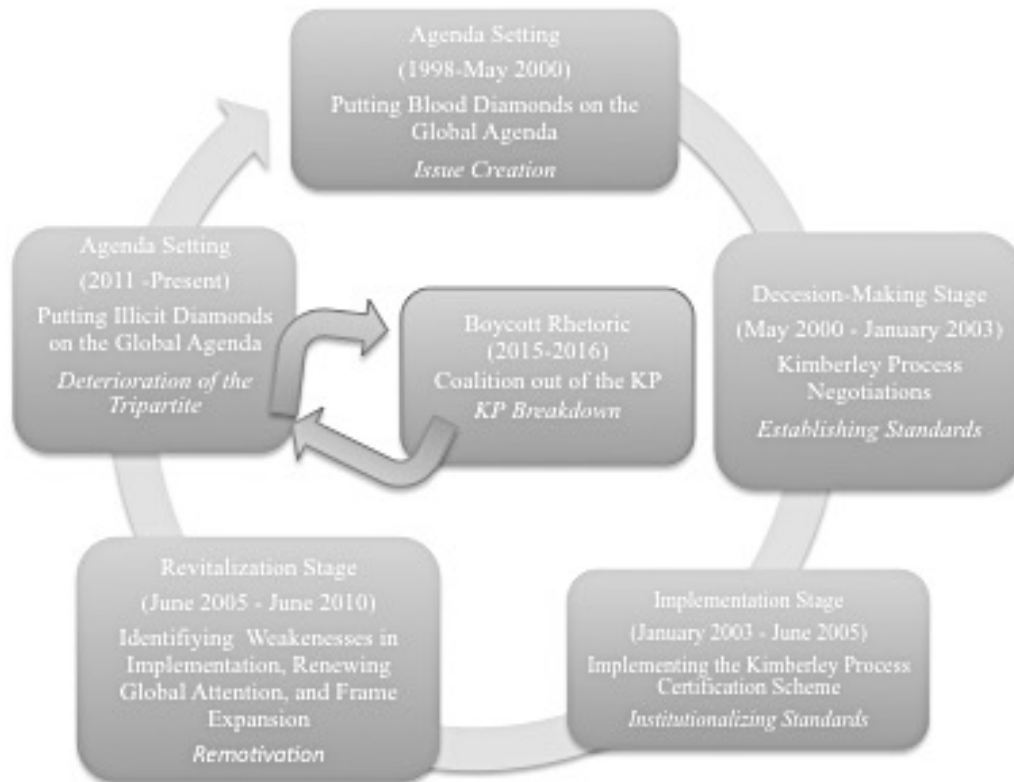 Agenda Setting
(1998-May 2000)
Putting Blood Diamonds on the
Global Agenda
Issue Creation
Decesion-Making Stage
(May 2000 - January 2003)
Kimberley Process
Negotiations
Establishing Standards
Implementation Stage
(January 2003 - June 2005)
Implementing the Kimberley Process
Certification Scheme
Institutionalizing Standards
Revitalization Stage
(June 2005 - June 2010)
Identifiying Weakenesses in
Implementation, Renewing
Global Attention, and Frame
Expansion
Remotivation
Agenda Setting
(2011 -Present)
Putting Illicit Diamonds
on the Global Agenda
Deterioration of the
Tripartite
Boycott Rhetoric
(2015-2016)
Coalition out of the KP
KP Breakdown